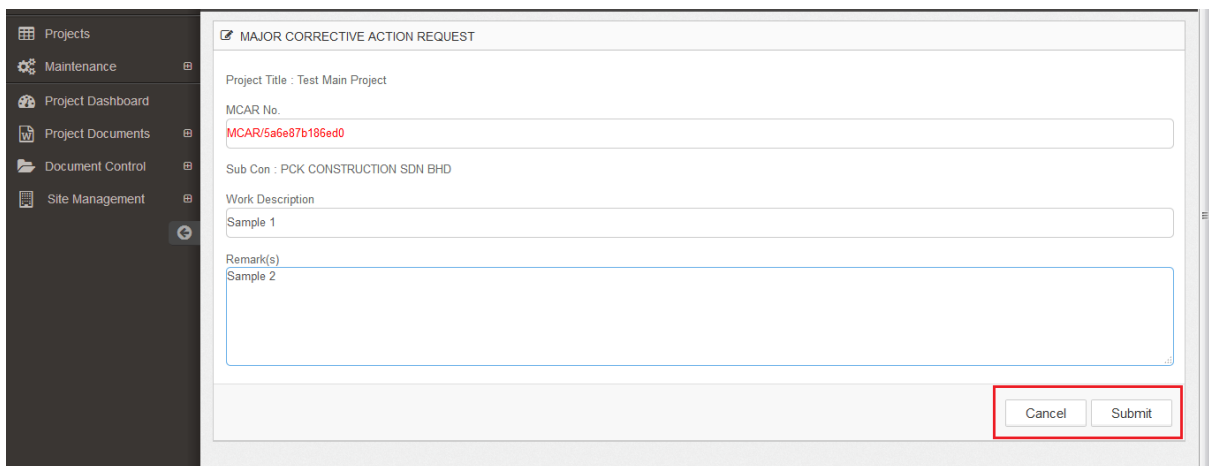 Projects
Maintenance
Project Dashboard
Project Documents
Document Control
Site Management
MAJOR CORRECTIVE ACTION REQUEST
Project Title : Test Main Project
MCAR No.
MCAR/5a6e87b186ed0
Sub Con : PCK CONSTRUCTION SDN BHD
Work Description
Sample 1
Remark(s)
Sample 2
Cancel Submit